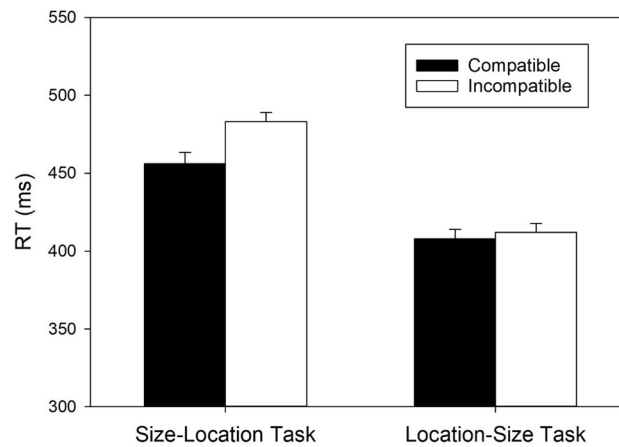 550
500
450
400
350
300
RT (ms)
Compatible
Incompatible
Size-Location Task
Location-Size Task